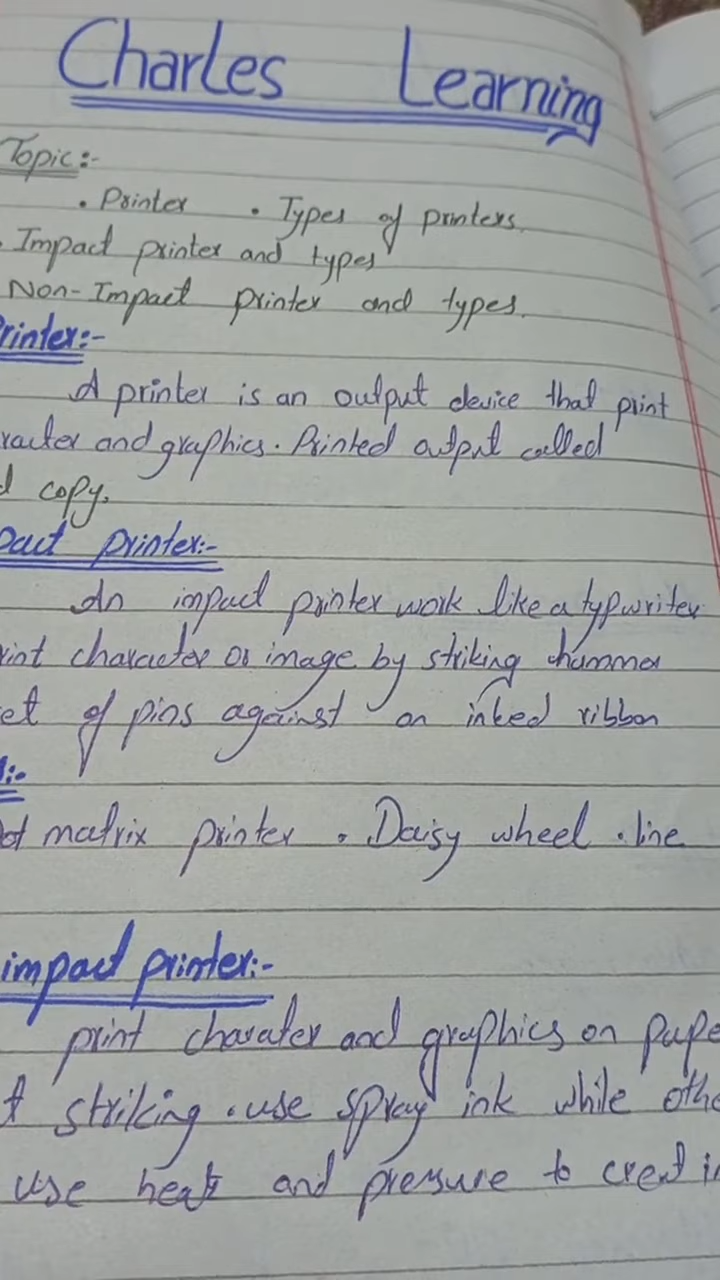 Charles Learning
Topic:-
. Printer . Types of printers.
. Impact printer and types
Non-Impact printer and types.
rinter:-
A printer is an output device that print
racter and graphics. Printed output called
d copy.
pact printer:-
An impact printer work like a typwriter
rint character or image by striking hammer
et of pins against an inked ribbon
:-
ot matrix printer . Daisy wheel . line
impact printer:-
print charater and graphics on pape
t striking . use spray ink while othe
use heat and pressure to creat i